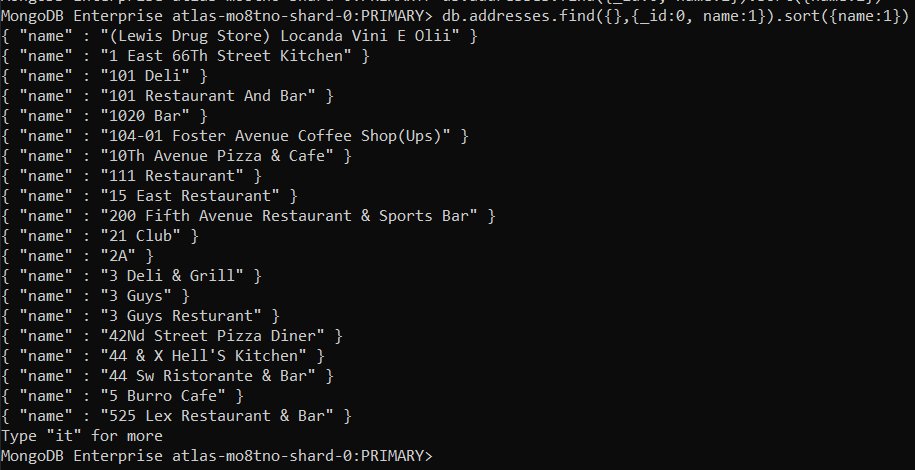 MongoDB Enterprise atlas-mo8tno-shard-0:PRIMARY> db.addresses.find({},{_id:0, name:1}).sort({name:1})
{ "name" : "(Lewis Drug Store) Locanda Vini E Olii" }
{ "name" : "1 East 66Th Street Kitchen" }
{ "name" : "101 Deli" }
{ "name" : "101 Restaurant And Bar" }
{ "name" : "1020 Bar" }
{ "name" : "104-01 Foster Avenue Coffee Shop(Ups)" }
{ "name" : "10Th Avenue Pizza & Cafe" }
{ "name" : "111 Restaurant" }
{ "name" : "15 East Restaurant" }
{ "name" : "200 Fifth Avenue Restaurant & Sports Bar" }
{ "name" : "21 Club" }
{ "name" : "2A" }
{ "name" : "3 Deli & Grill" }
{ "name" : "3 Guys" }
{ "name" : "3 Guys Resturant" }
{ "name" : "42Nd Street Pizza Diner" }
{ "name" : "44 & X Hell'S Kitchen" }
{ "name" : "44 Sw Ristorante & Bar" }
{ "name" : "5 Burro Cafe" }
{ "name" : "525 Lex Restaurant & Bar" }
Type "it" for more
MongoDB Enterprise atlas-mo8tno-shard-0:PRIMARY>